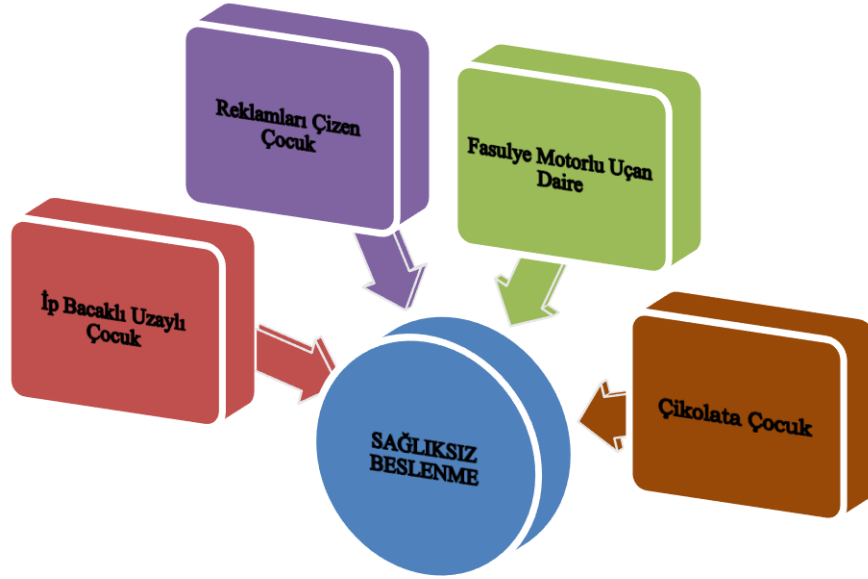 Reklamları Çizen
Çocuk
Fasulye Motorlu Uçan
Daire
İp Bacaklı Uzaylı
Çocuk
Çikolata Çocuk
SAĞLIKSIZ
BESLENME